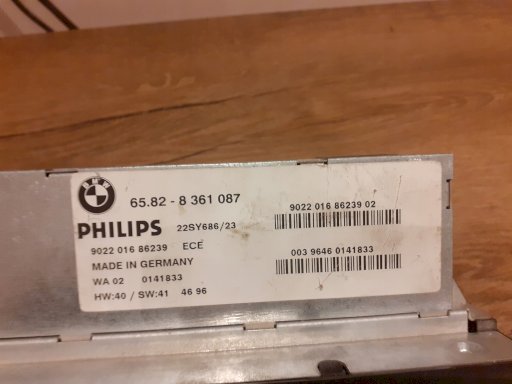 BMW
65.82 - 8 361 087
PHILIPS 22SY686/23
9022 016 86239 ECE
MADE IN GERMANY
WA 02 0141833
HW:40 / SW:41 46 96
9022 016 86239 02
003 9646 0141833